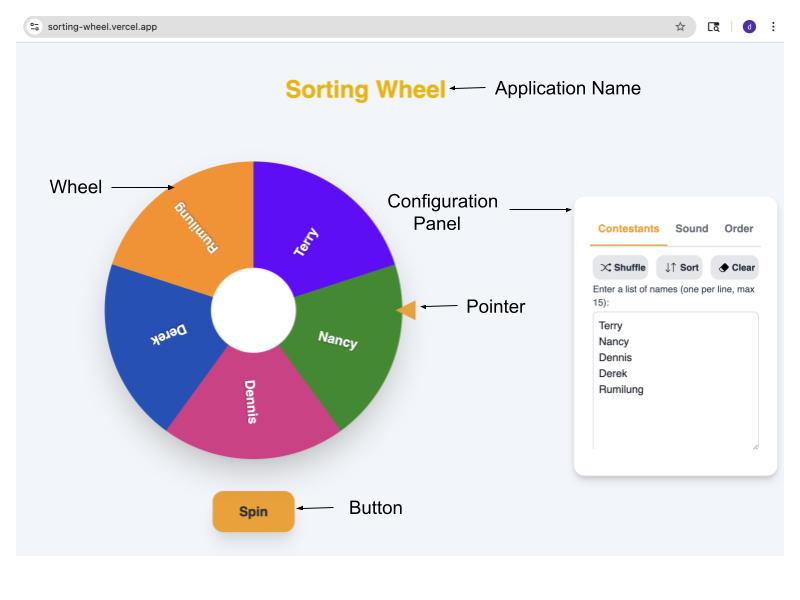 sorting-wheel.vercel.app
d
Sorting Wheel
Application Name
Wheel
Rumilung
Terry
Nancy
Dennis
Derek
Pointer
Configuration
Panel
Contestants Sound Order
Shuffle Sort Clear
Enter a list of names (one per line, max
15):
Terry
Nancy
Dennis
Derek
Rumilung
Spin
Button